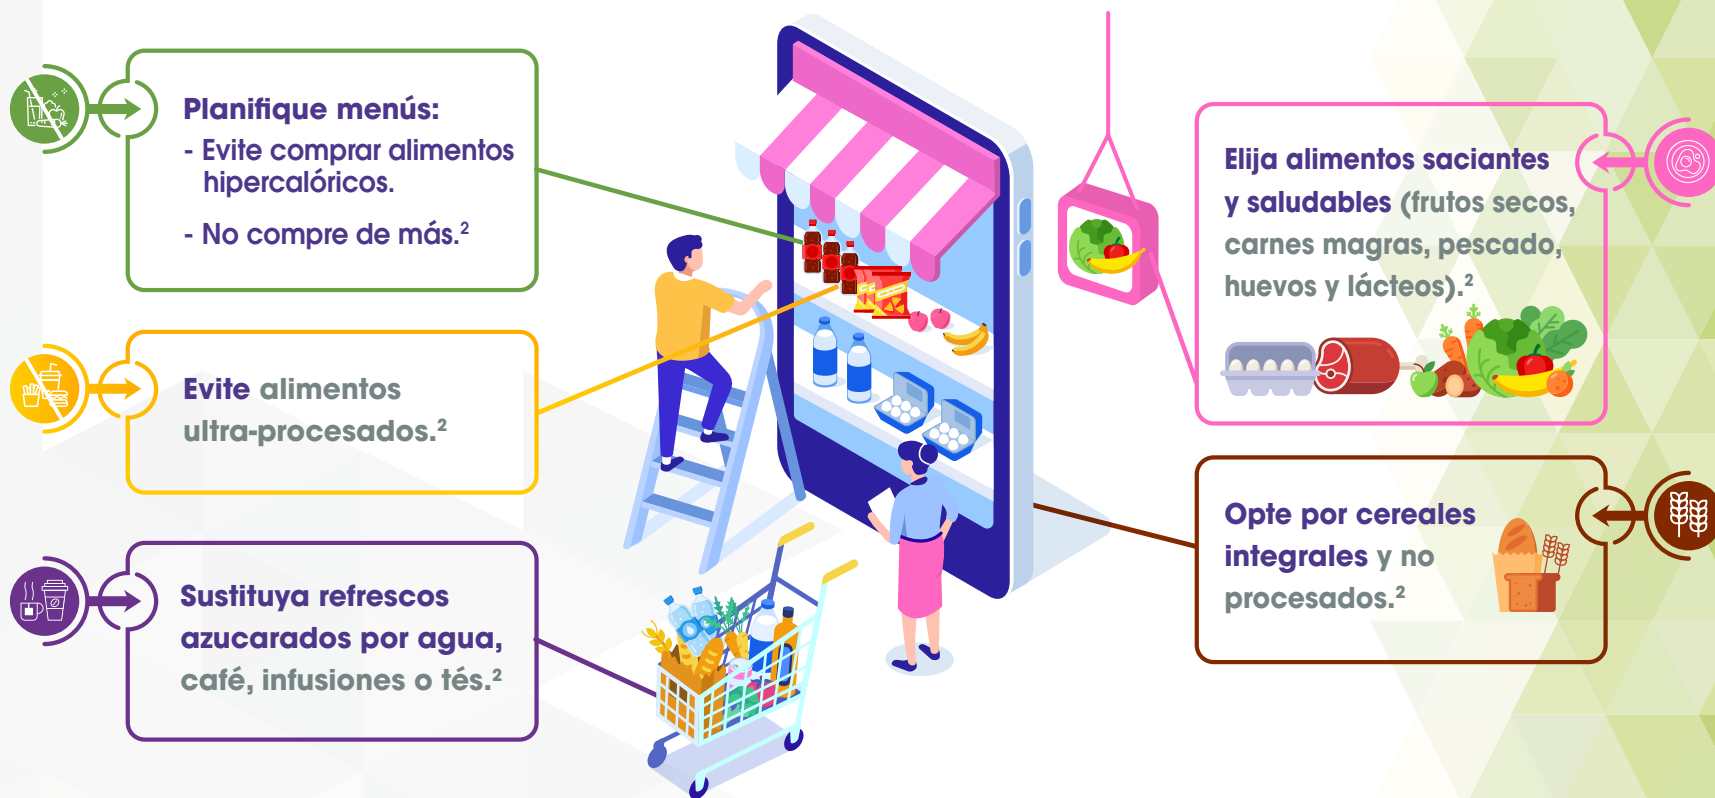 Planifique menús:
- Evite comprar alimentos
hipercalóricos.
- No compre de más.²
Evite alimentos
ultra-procesados.²
Sustituya refrescos
azucarados por agua,
café, infusiones o tés.²
Elija alimentos saciantes
y saludables (frutos secos,
carnes magras, pescado,
huevos y lácteos).²
Opte por cereales
integrales y no
procesados.²